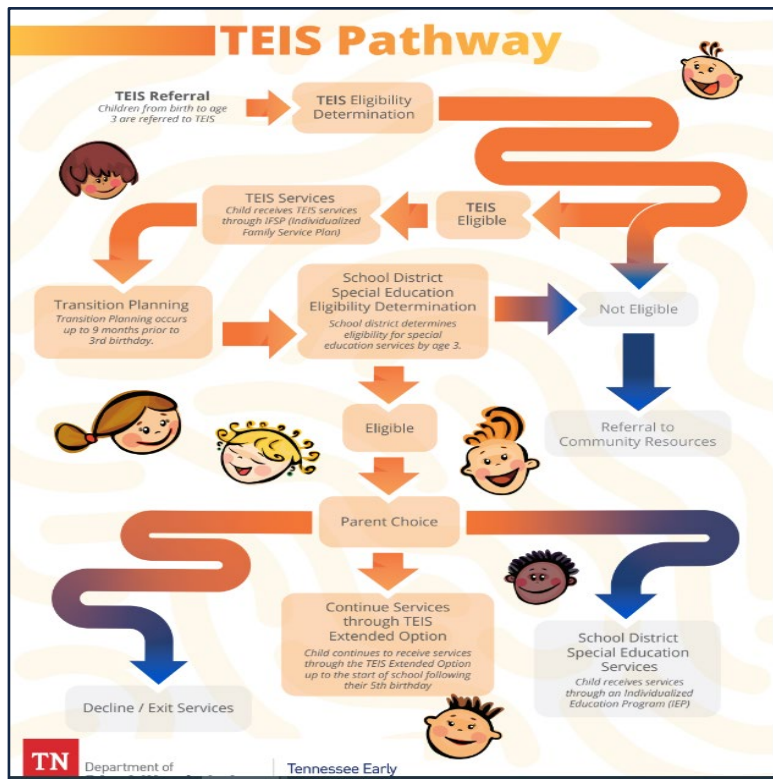 TEIS Pathway
TEIS Referral
Children from birth to age
3 are referred to TEIS
TEIS Eligibility
Determination
TEIS Services
Child receives TEIS services
through IFSP (Individualized
Family Service Plan)
TEIS
Eligible
Transition Planning
Transition Planning occurs
up to 9 months prior to
3rd birthday.
School District
Special Education
Eligibility Determination
School district determines
eligibility for special
education services by age 3.
Not Eligible
Eligible
Referral to
Community Resources
Parent Choice
Continue Services
through TEIS
Extended Option
Child continues to receive services
through the TEIS Extended Option
up to the start of school following
their 5th birthday
School District
Special Education
Services
Child receives services
through an Individualized
Education Program (IEP)
Decline / Exit Services
TN
Department of
Tennessee Early